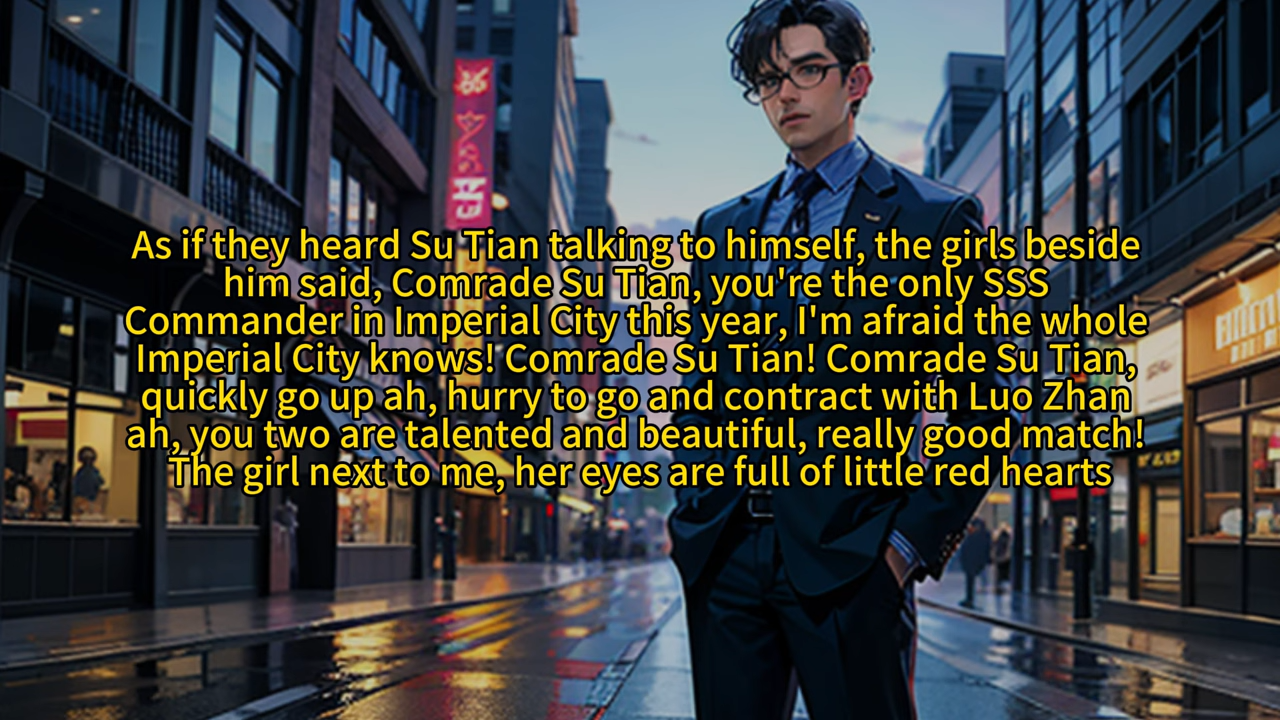 As if they heard Su Tian talking to himself, the girls beside
him said, Comrade Su Tian, you're the only SSS
Commander in Imperial City this year, I'm afraid the whole
Imperial City knows! Comrade Su Tian! Comrade Su Tian,
quickly go up ah, hurry to go and contract with Luo Zhan
ah, you two are talented and beautiful, really good match!
The girl next to me, her eyes are full of little red hearts